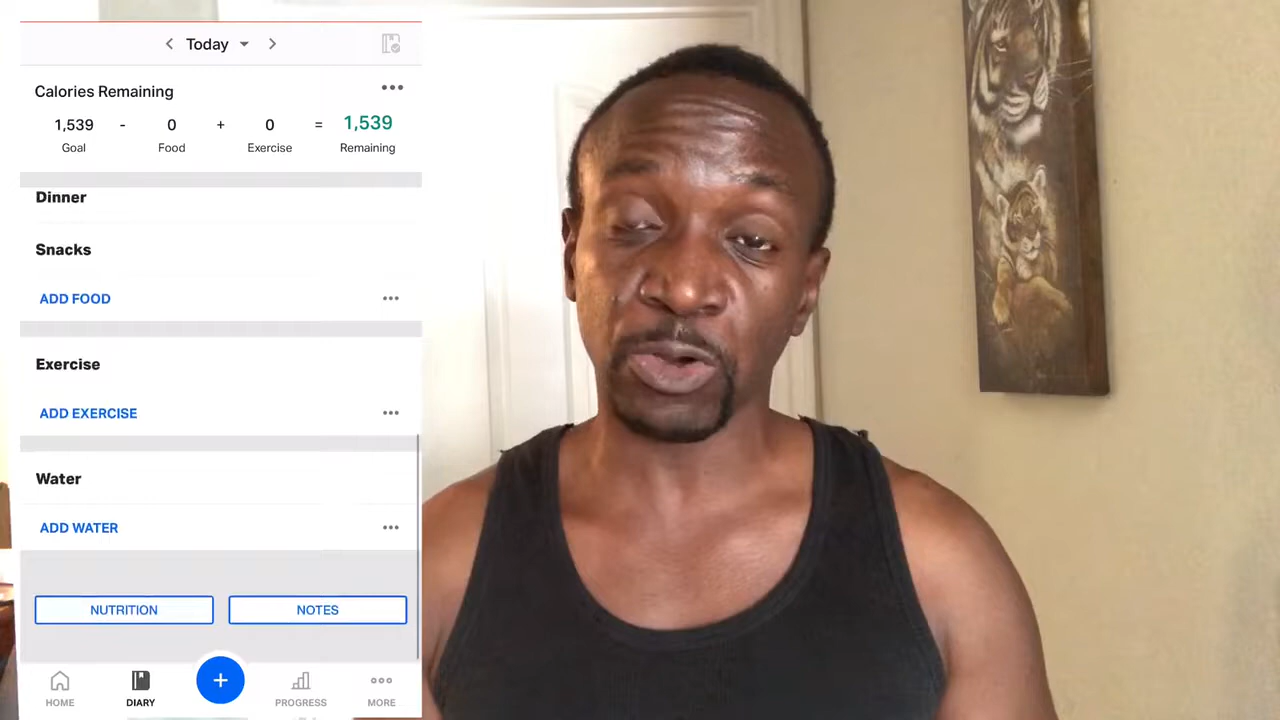 Today
Calories Remaining
1,539 - 0 + 0 = 1,539
Goal Food Exercise Remaining
Dinner
Snacks
ADD FOOD
Exercise
ADD EXERCISE
Water
ADD WATER
NUTRITION NOTES
HOME DIARY + PROGRESS MORE